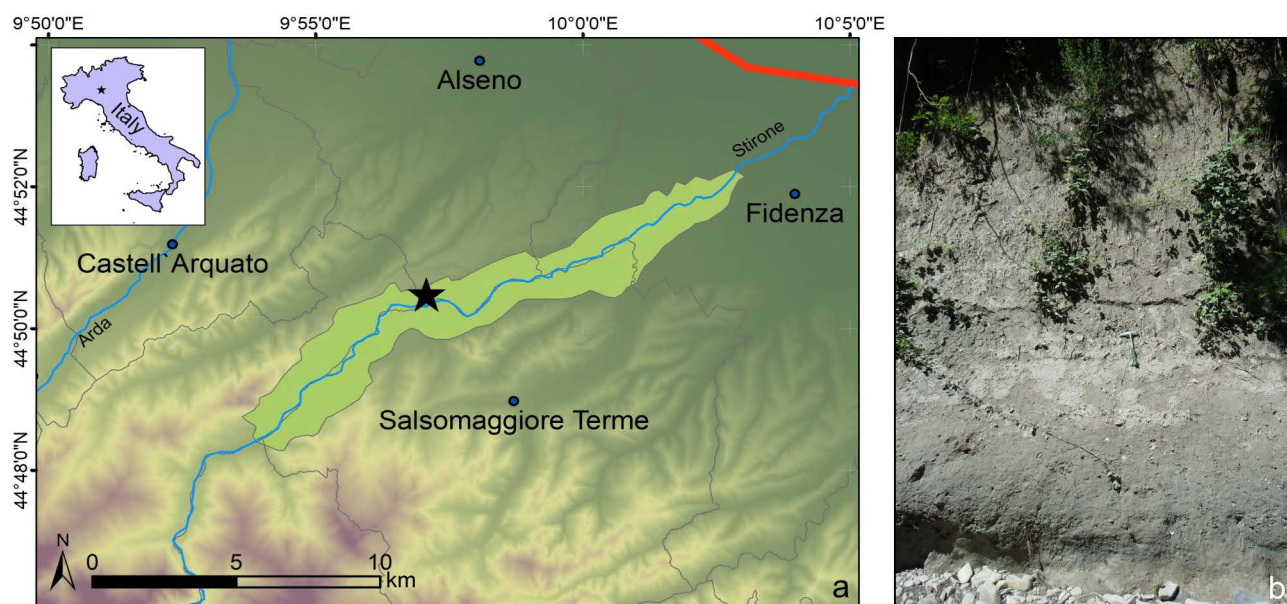 9°50'0"E
9°55'0"E
10°0'0"E
10°5'0"E
44°52'0"N
44°50'0"N
44°48'0"N
Italy
Alseno
Stirone
Fidenza
Castell`Arquato
Arda
Salsomaggiore Terme
N
0
5
10
km
a
b